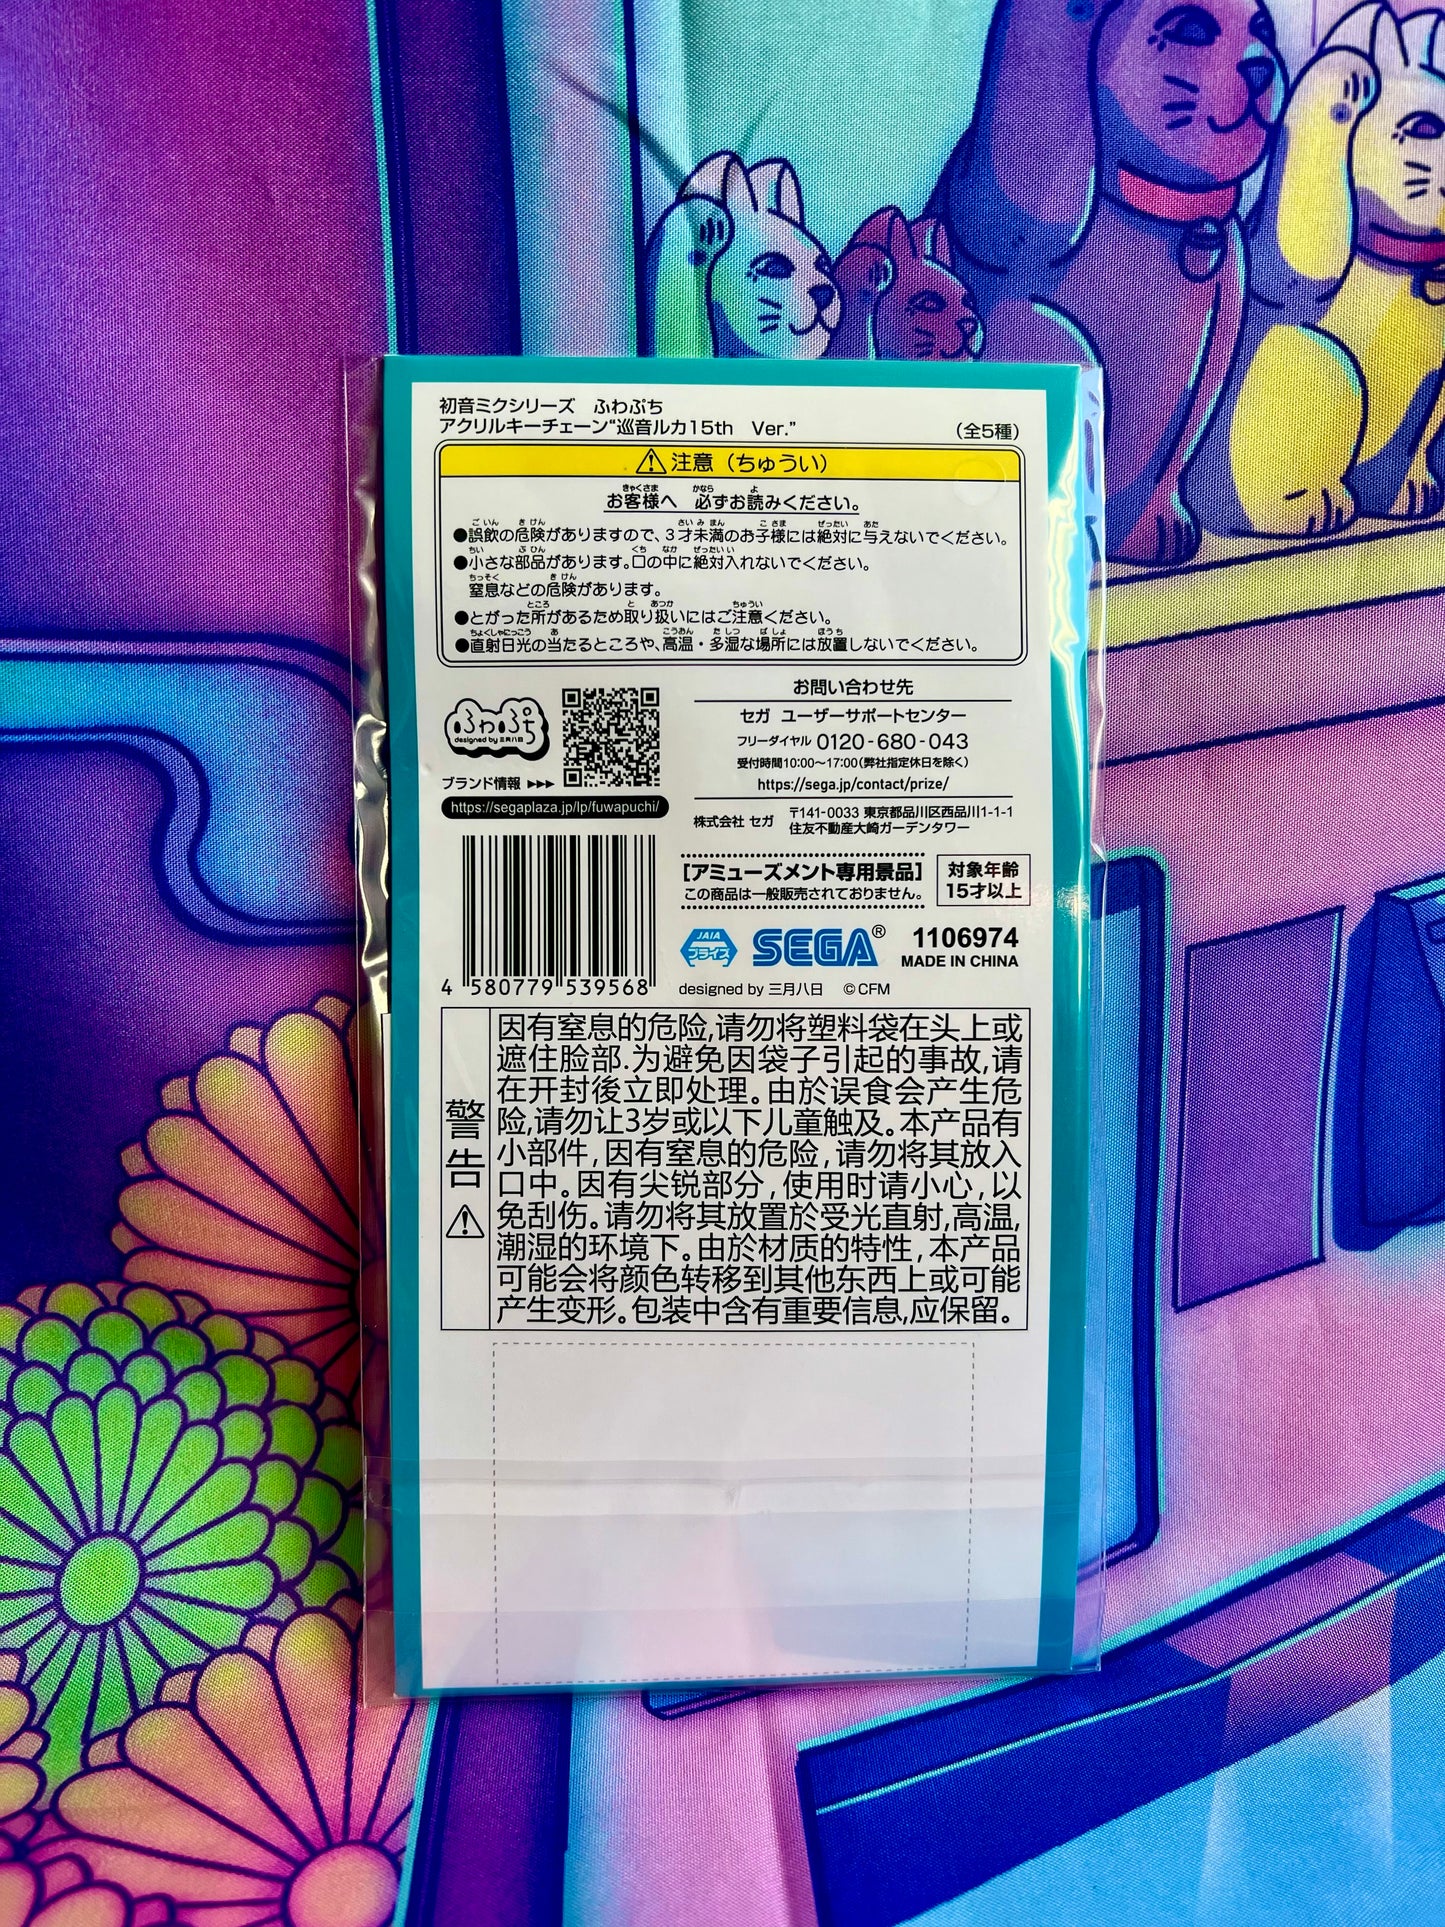 初音ミクシリーズ　ふわぷち
アクリルキーチェーン“巡音ルカ15th　Ver.”
（全5種）
⚠注意（ちゅうい）
お客様へ　必ずお読みください。
●誤飲の危険がありますので、3才未満のお子様には絶対に与えないでください。
●小さな部品があります。口の中に絶対入れないでください。
窒息などの危険があります。
●とがった所があるため取り扱いにはご注意ください。
●直射日光の当たるところや、高温・多湿な場所には放置しないでください。
ふわぷち
designed by 三月八日
ブランド情報 ▶▶▶
https://segaplaza.jp/lp/fuwapuchi/
お問い合わせ先
セガ ユーザーサポートセンター
フリーダイヤル 0120-680-043
受付時間10:00〜17:00(弊社指定休日を除く)
https://sega.jp/contact/prize/
株式会社 セガ
〒141-0033 東京都品川区西品川1-1-1
住友不動産大崎ガーデンタワー
4 580779 539568
[アミューズメント専用景品]
この商品は一般販売されておりません。
対象年齢
15才以上
JAIA
プライズ
SEGA®
1106974
MADE IN CHINA
designed by 三月八日　©CFM
警告⚠
因有窒息的危险,请勿将塑料袋在头上或
遮住脸部.为避免因袋子引起的事故,请
在开封後立即处理。由於误食会产生危
险,请勿让3岁或以下儿童触及。本产品有
小部件,因有窒息的危险,请勿将其放入
口中。因有尖锐部分,使用时请小心,以
免刮伤。请勿将其放置於受光直射,高温,
潮湿的环境下。由於材质的特性,本产品
可能会将颜色转移到其他东西上或可能
产生变形。包装中含有重要信息,应保留。